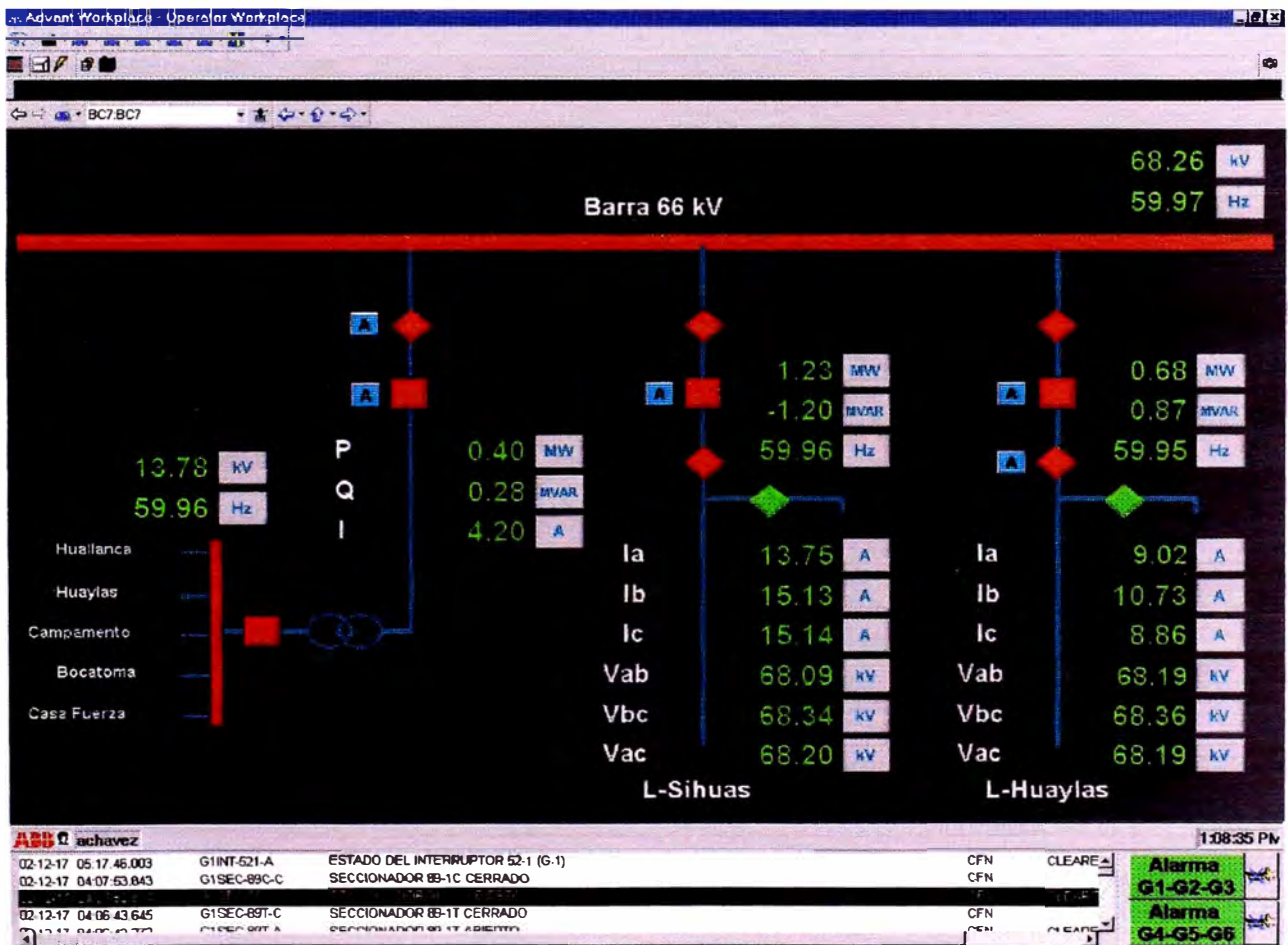 Advant Workplace - Operator Workplace
BC7:BC7
68.26 kV
59.97 Hz
Barra 66 kV
A
A A A
1.23 MW 0.68 MW
-1.20 MVAR 0.87 MVAR
59.96 Hz A 59.95 Hz
13.78 kV
59.96 Hz
P 0.40 MW
Q 0.28 MVAR
I 4.20 A
Huallanca
Huaylas
Campamento
Bocatoma
Casa Fuerza
Ia 13.75 A
Ib 15.13 A
Ic 15.14 A
Vab 68.09 kV
Vbc 68.34 kV
Vac 68.20 kV
L-Sihuas
Ia 9.02 A
Ib 10.73 A
Ic 8.86 A
Vab 68.19 kV
Vbc 68.36 kV
Vac 68.19 kV
L-Huaylas
ABB achavez 1:08:35 PM
02-12-17 05:17:46.003 G1INT-521-A ESTADO DEL INTERRUPTOR 52-1 (G-1) CFN CLEARE
02-12-17 04:07:53.843 G1SEC-89C-C SECCIONADOR 89-1C CERRADO CFN
02-12-17 04:06:43.645 G1SEC-89T-C SECCIONADOR 89-1T CERRADO CFN
Alarma
G1-G2-G3
Alarma
G4-G5-G6